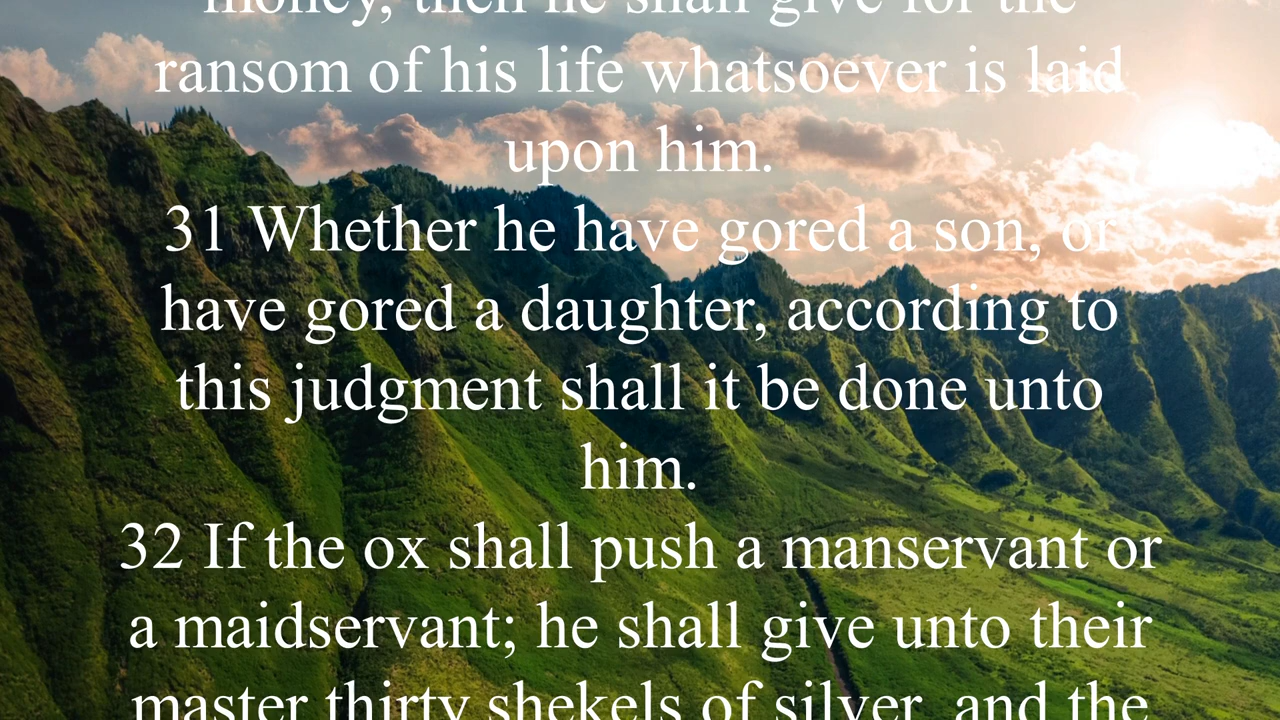 money, then he shall give for the
ransom of his life whatsoever is laid
upon him.
31 Whether he have gored a son, or
have gored a daughter, according to
this judgment shall it be done unto
him.
32 If the ox shall push a manservant or
a maidservant; he shall give unto their
master thirty shekels of silver, and the